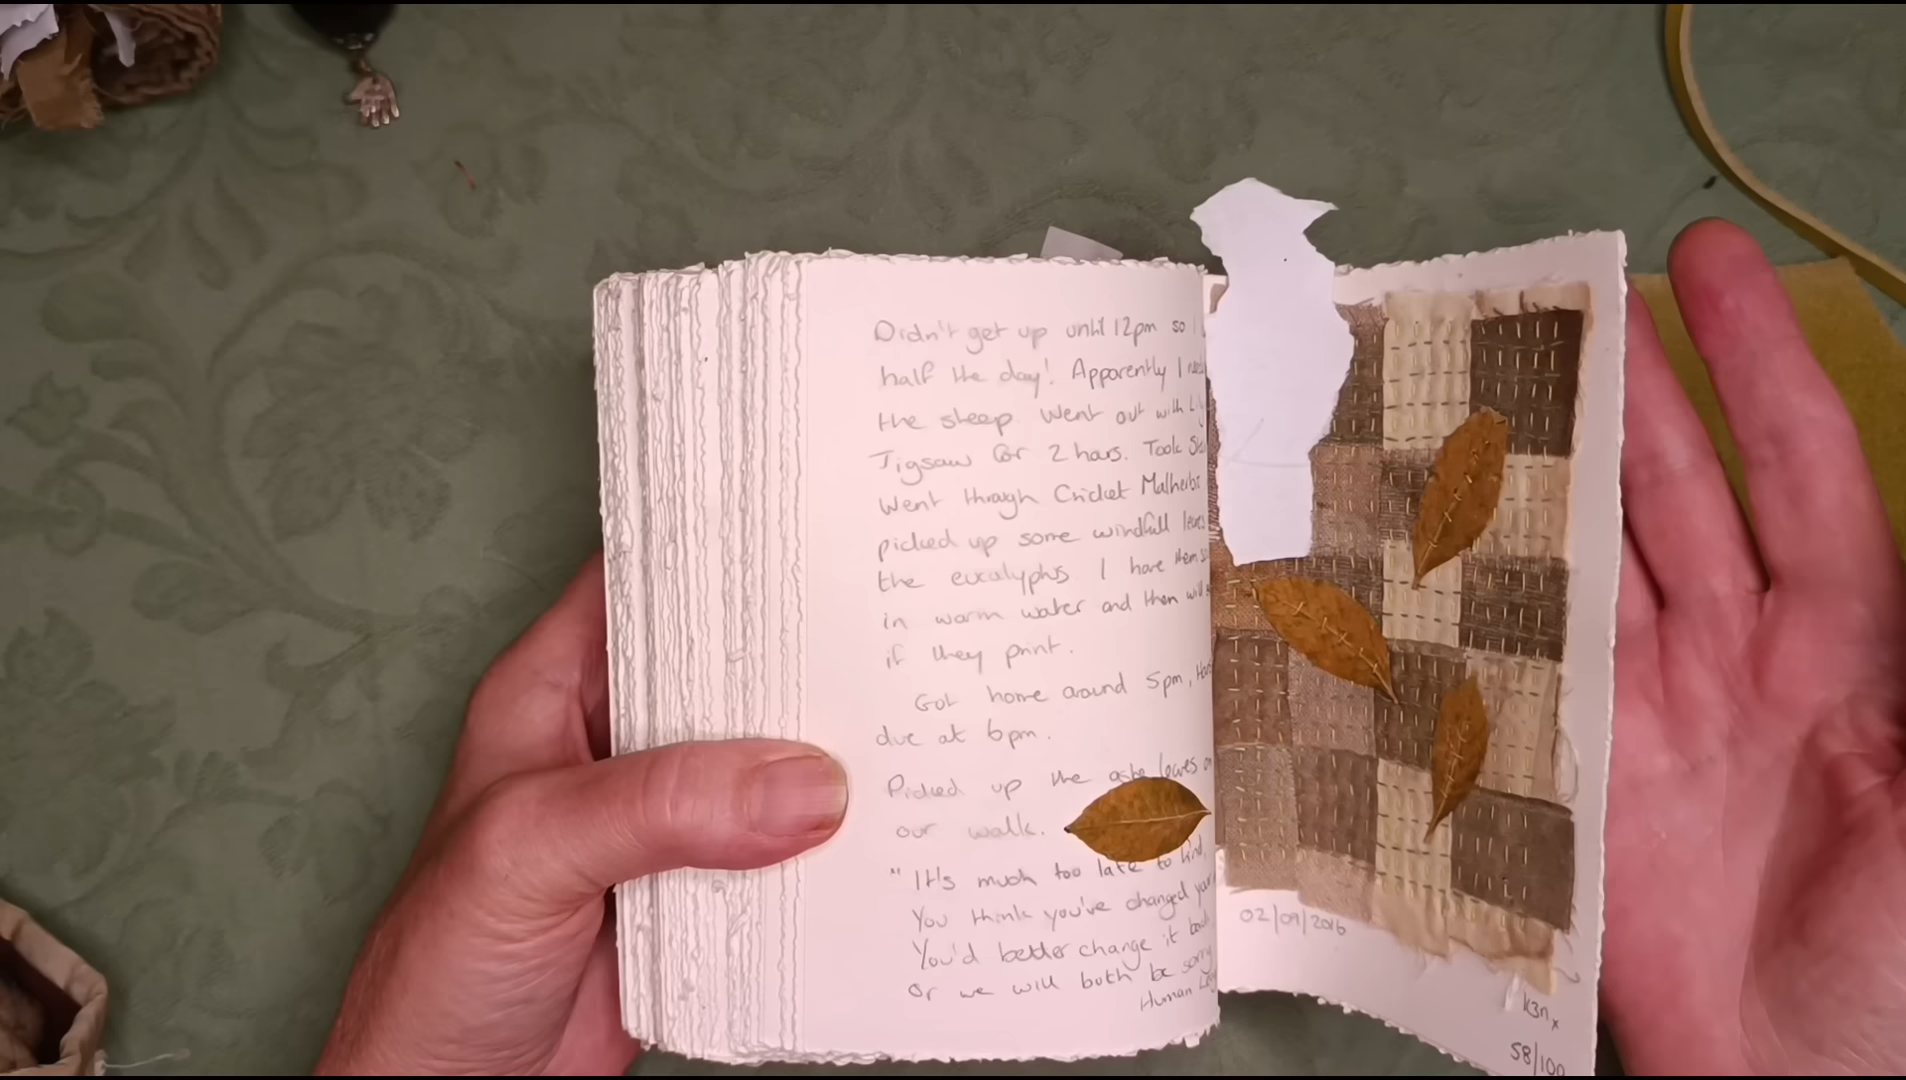 Didn't get up until 12pm so I
half the day! Apparently I
the sleep. Went out with
Jigsaw for 2 hours. Took
Went through Cricket Malherbie
picked up some windfall leaves
the eucalyptus I have them
in warm water and then will
if they print.
Got home around 5pm,
due at 6pm.
Picked up the leaves on
our walk.
"It's much too late to find,
You think you've changed your
You'd better change it back
Or we will both be sorry
Human
02/09/2016
k3n x
58/100